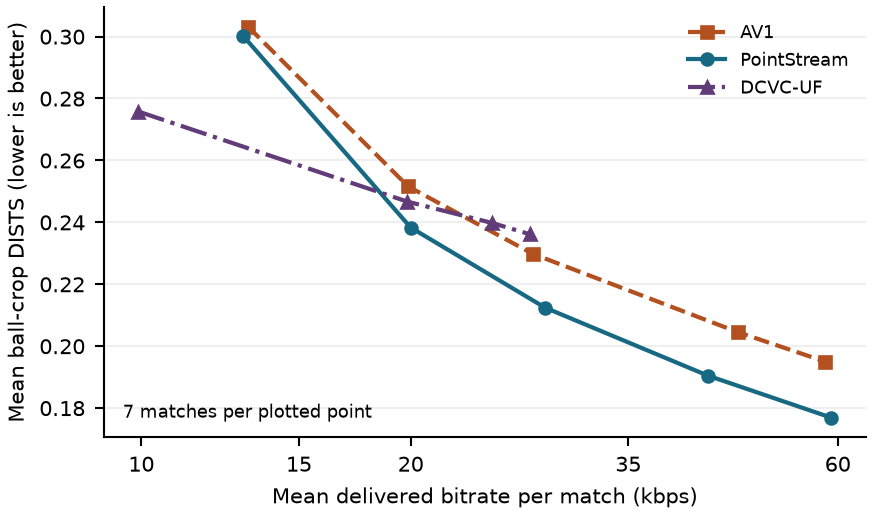 Mean ball-crop DISTS (lower is better)
0.30
0.28
0.26
0.24
0.22
0.20
0.18
AV1
PointStream
DCVC-UF
7 matches per plotted point
10
15
20
35
60
Mean delivered bitrate per match (kbps)